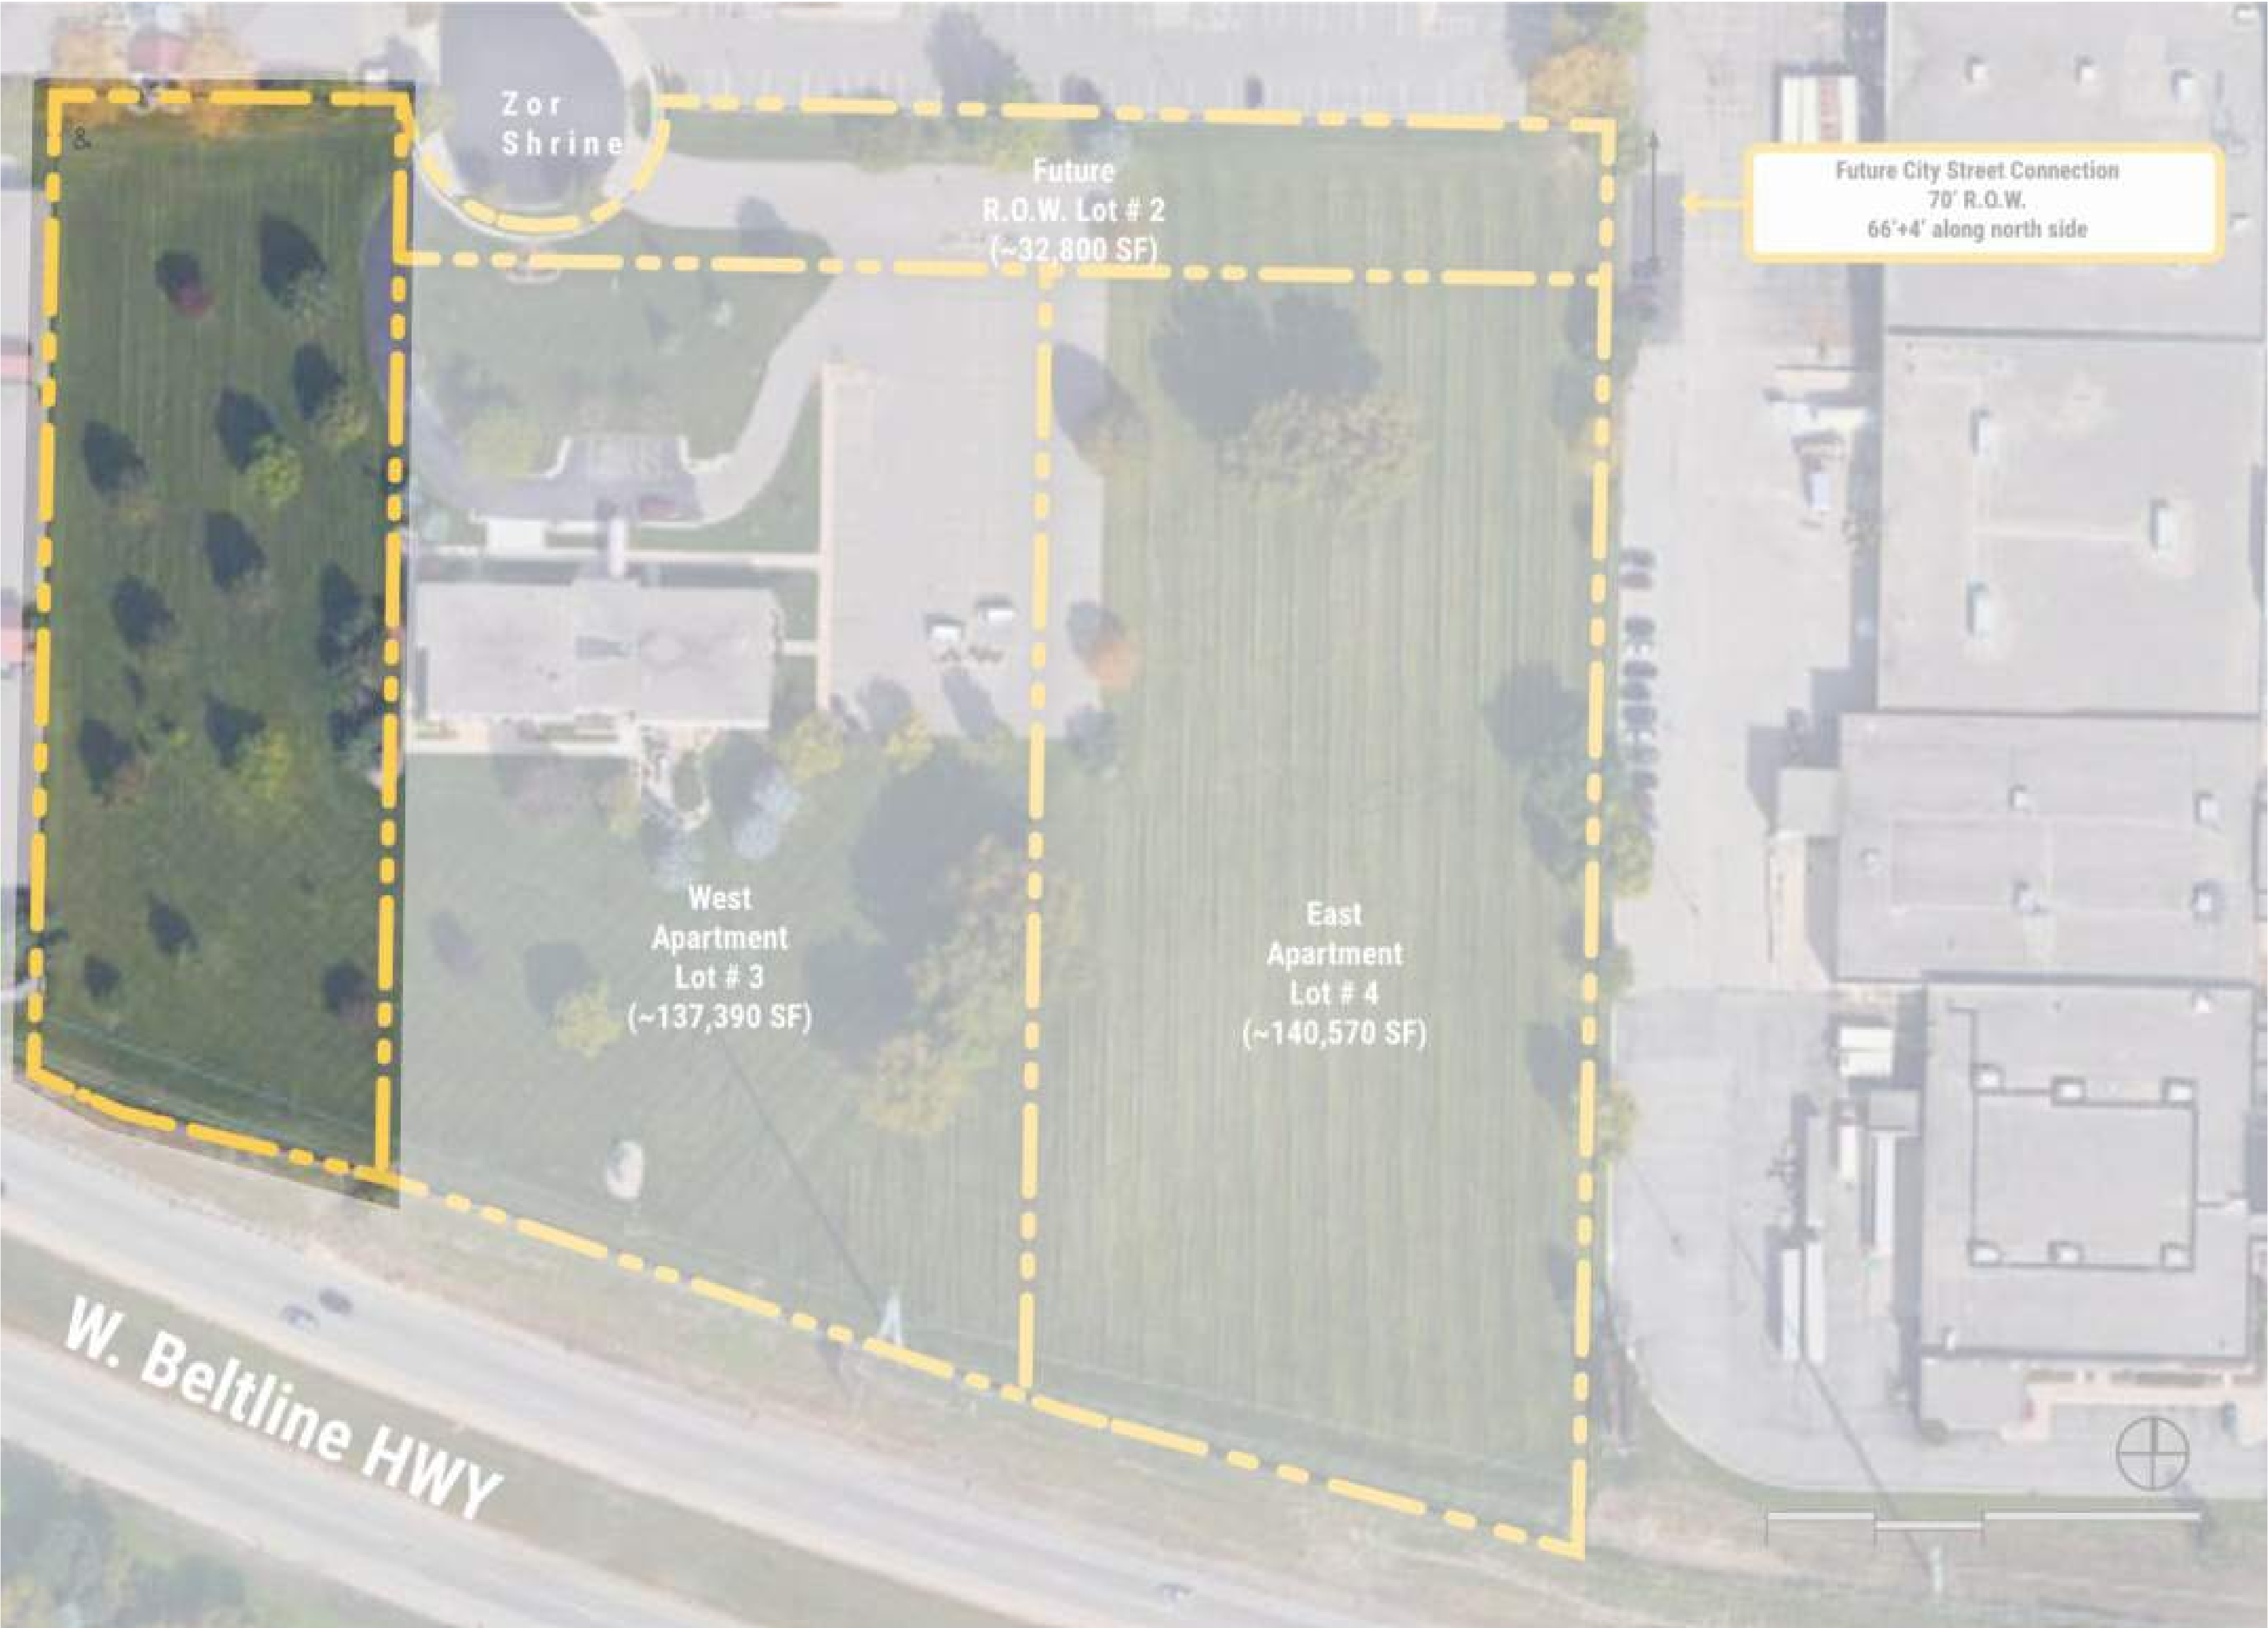 &
Zor
Shrine
Future
R.O.W. Lot # 2
(~32,800 SF)
Future City Street Connection
70' R.O.W.
66'+4' along north side
West
Apartment
Lot # 3
(~137,390 SF)
East
Apartment
Lot # 4
(~140,570 SF)
W. Beltline HWY